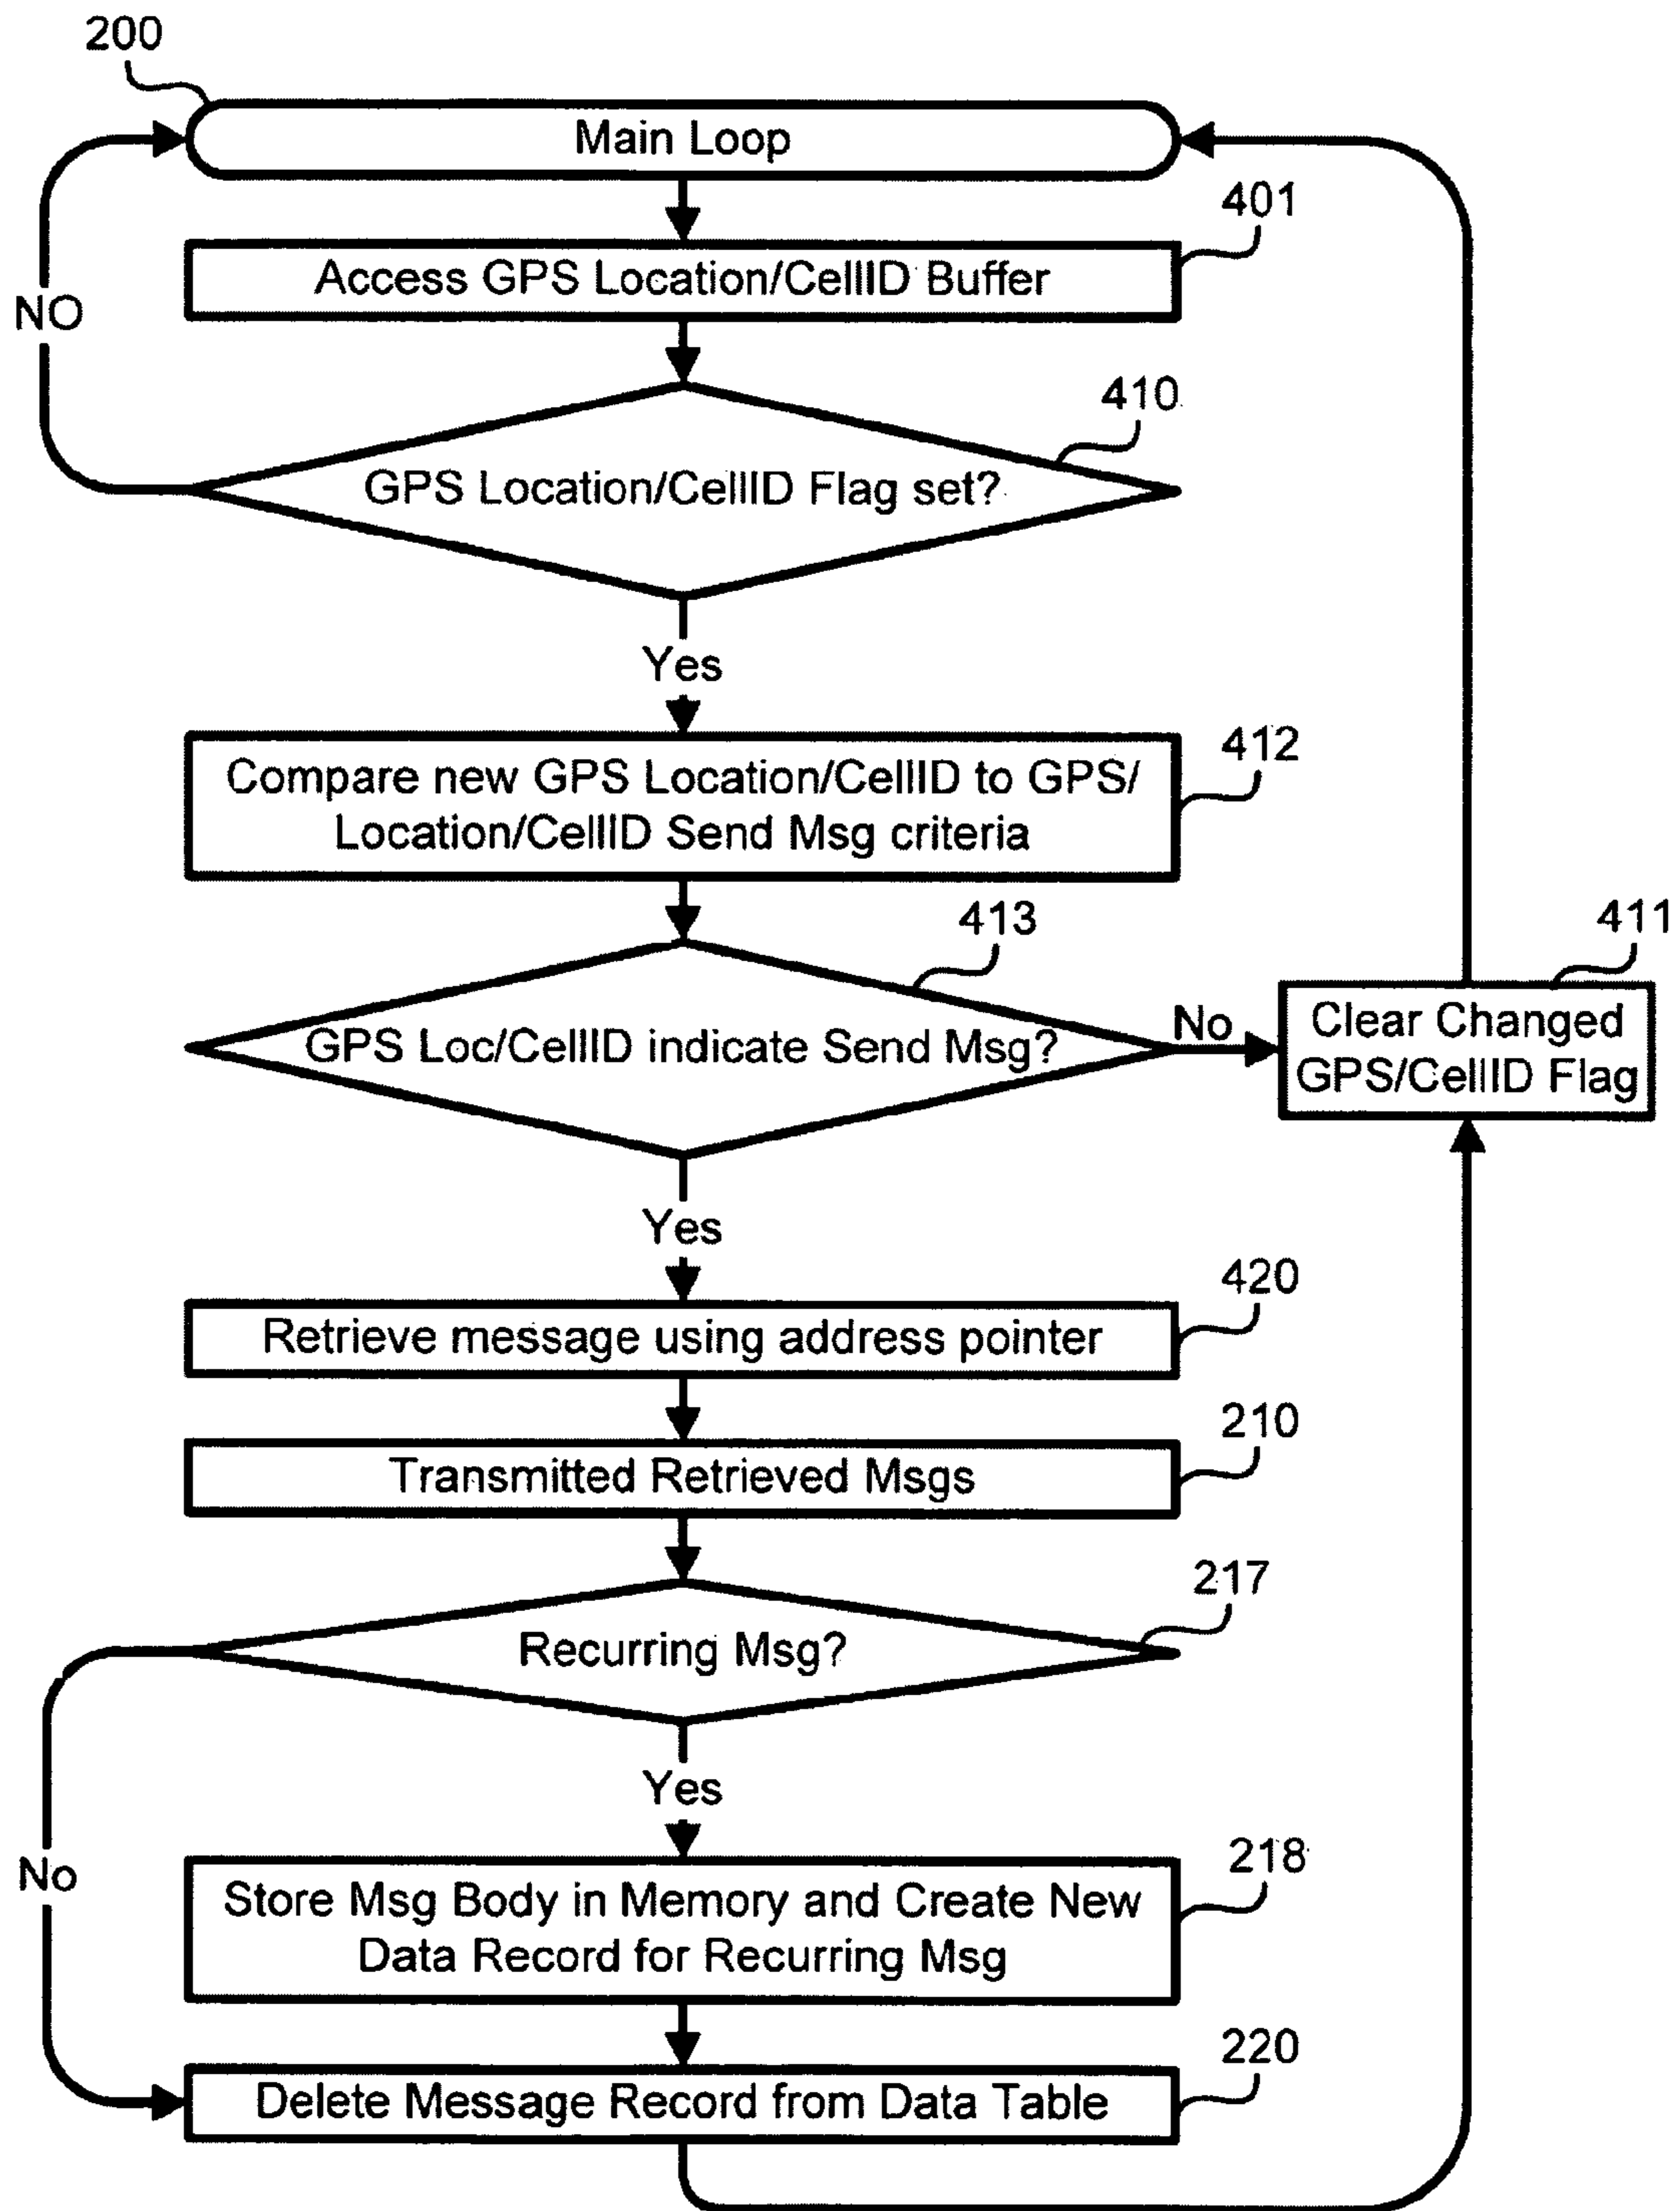 200
Main Loop
401
Access GPS Location/CellID Buffer
NO
410
GPS Location/CellID Flag set?
Yes
412
Compare new GPS Location/CellID to GPS/
Location/CellID Send Msg criteria
413
GPS Loc/CellID indicate Send Msg?
No
411
Clear Changed
GPS/CellID Flag
Yes
420
Retrieve message using address pointer
210
Transmitted Retrieved Msgs
217
Recurring Msg?
Yes
No
218
Store Msg Body in Memory and Create New
Data Record for Recurring Msg
220
Delete Message Record from Data Table